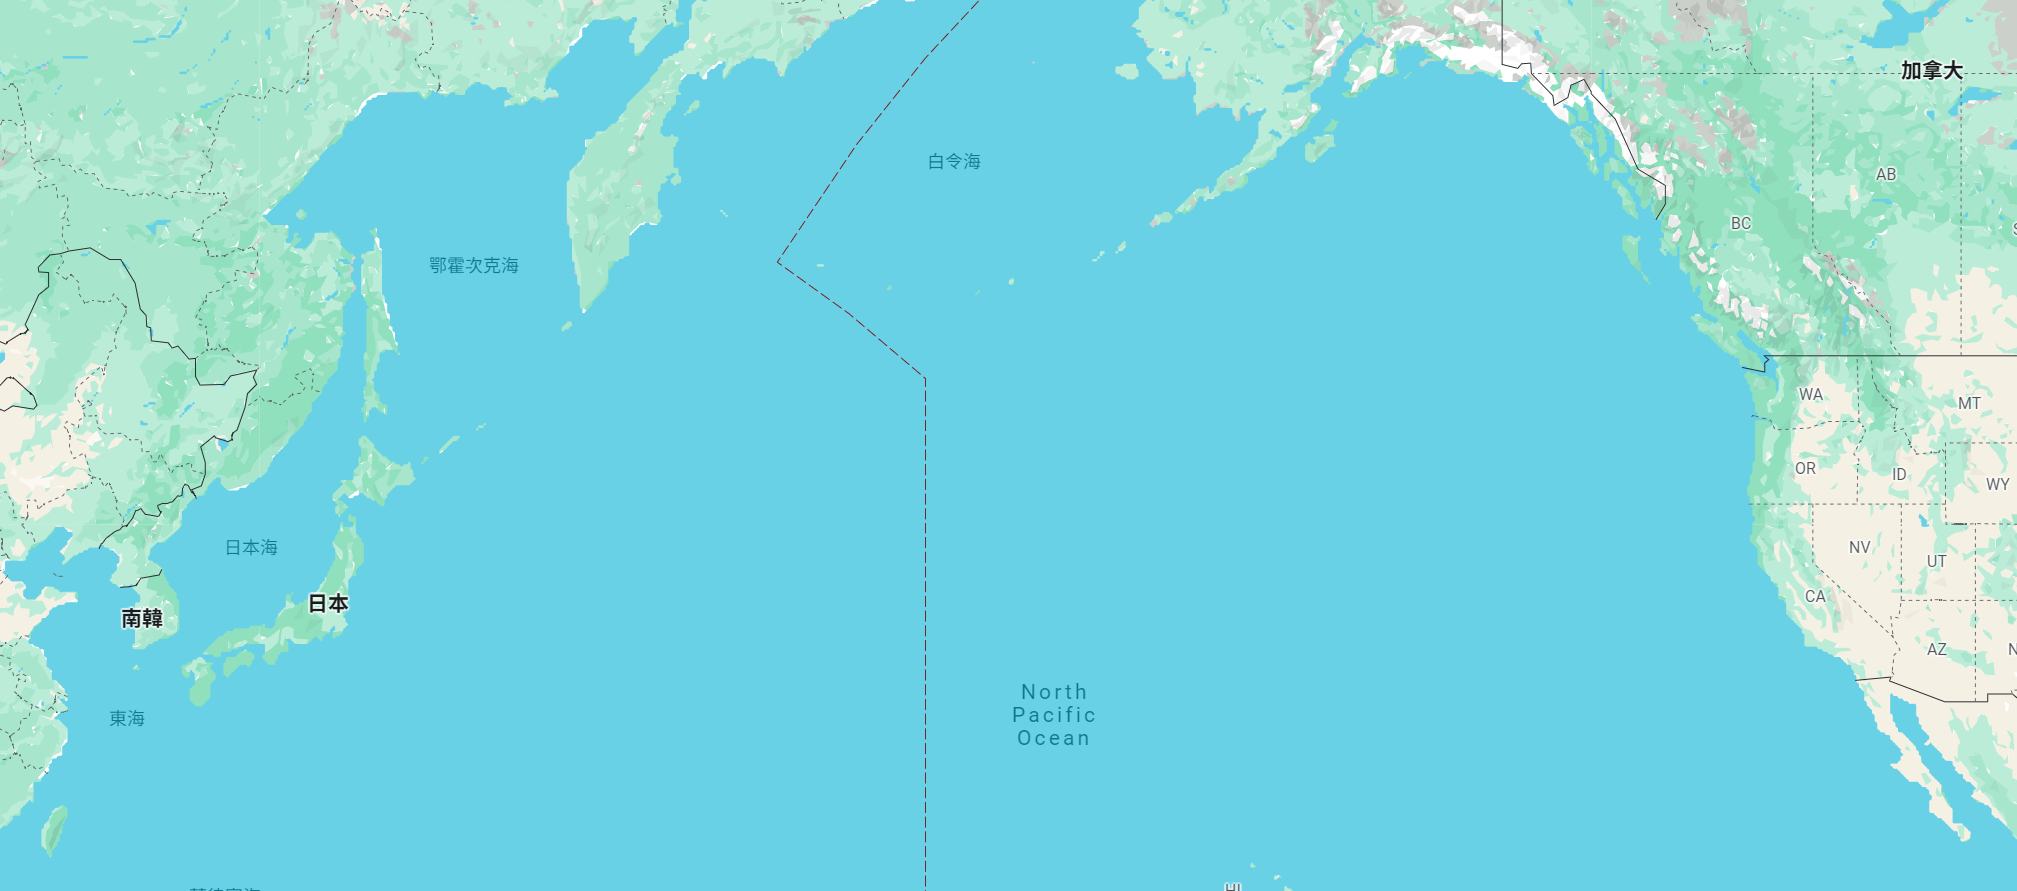 加拿大
白令海
AB
BC
鄂霍次克海
WA
MT
OR
ID
WY
日本海
NV
UT
日本
CA
南韓
AZ
North
Pacific
Ocean
東海
HI